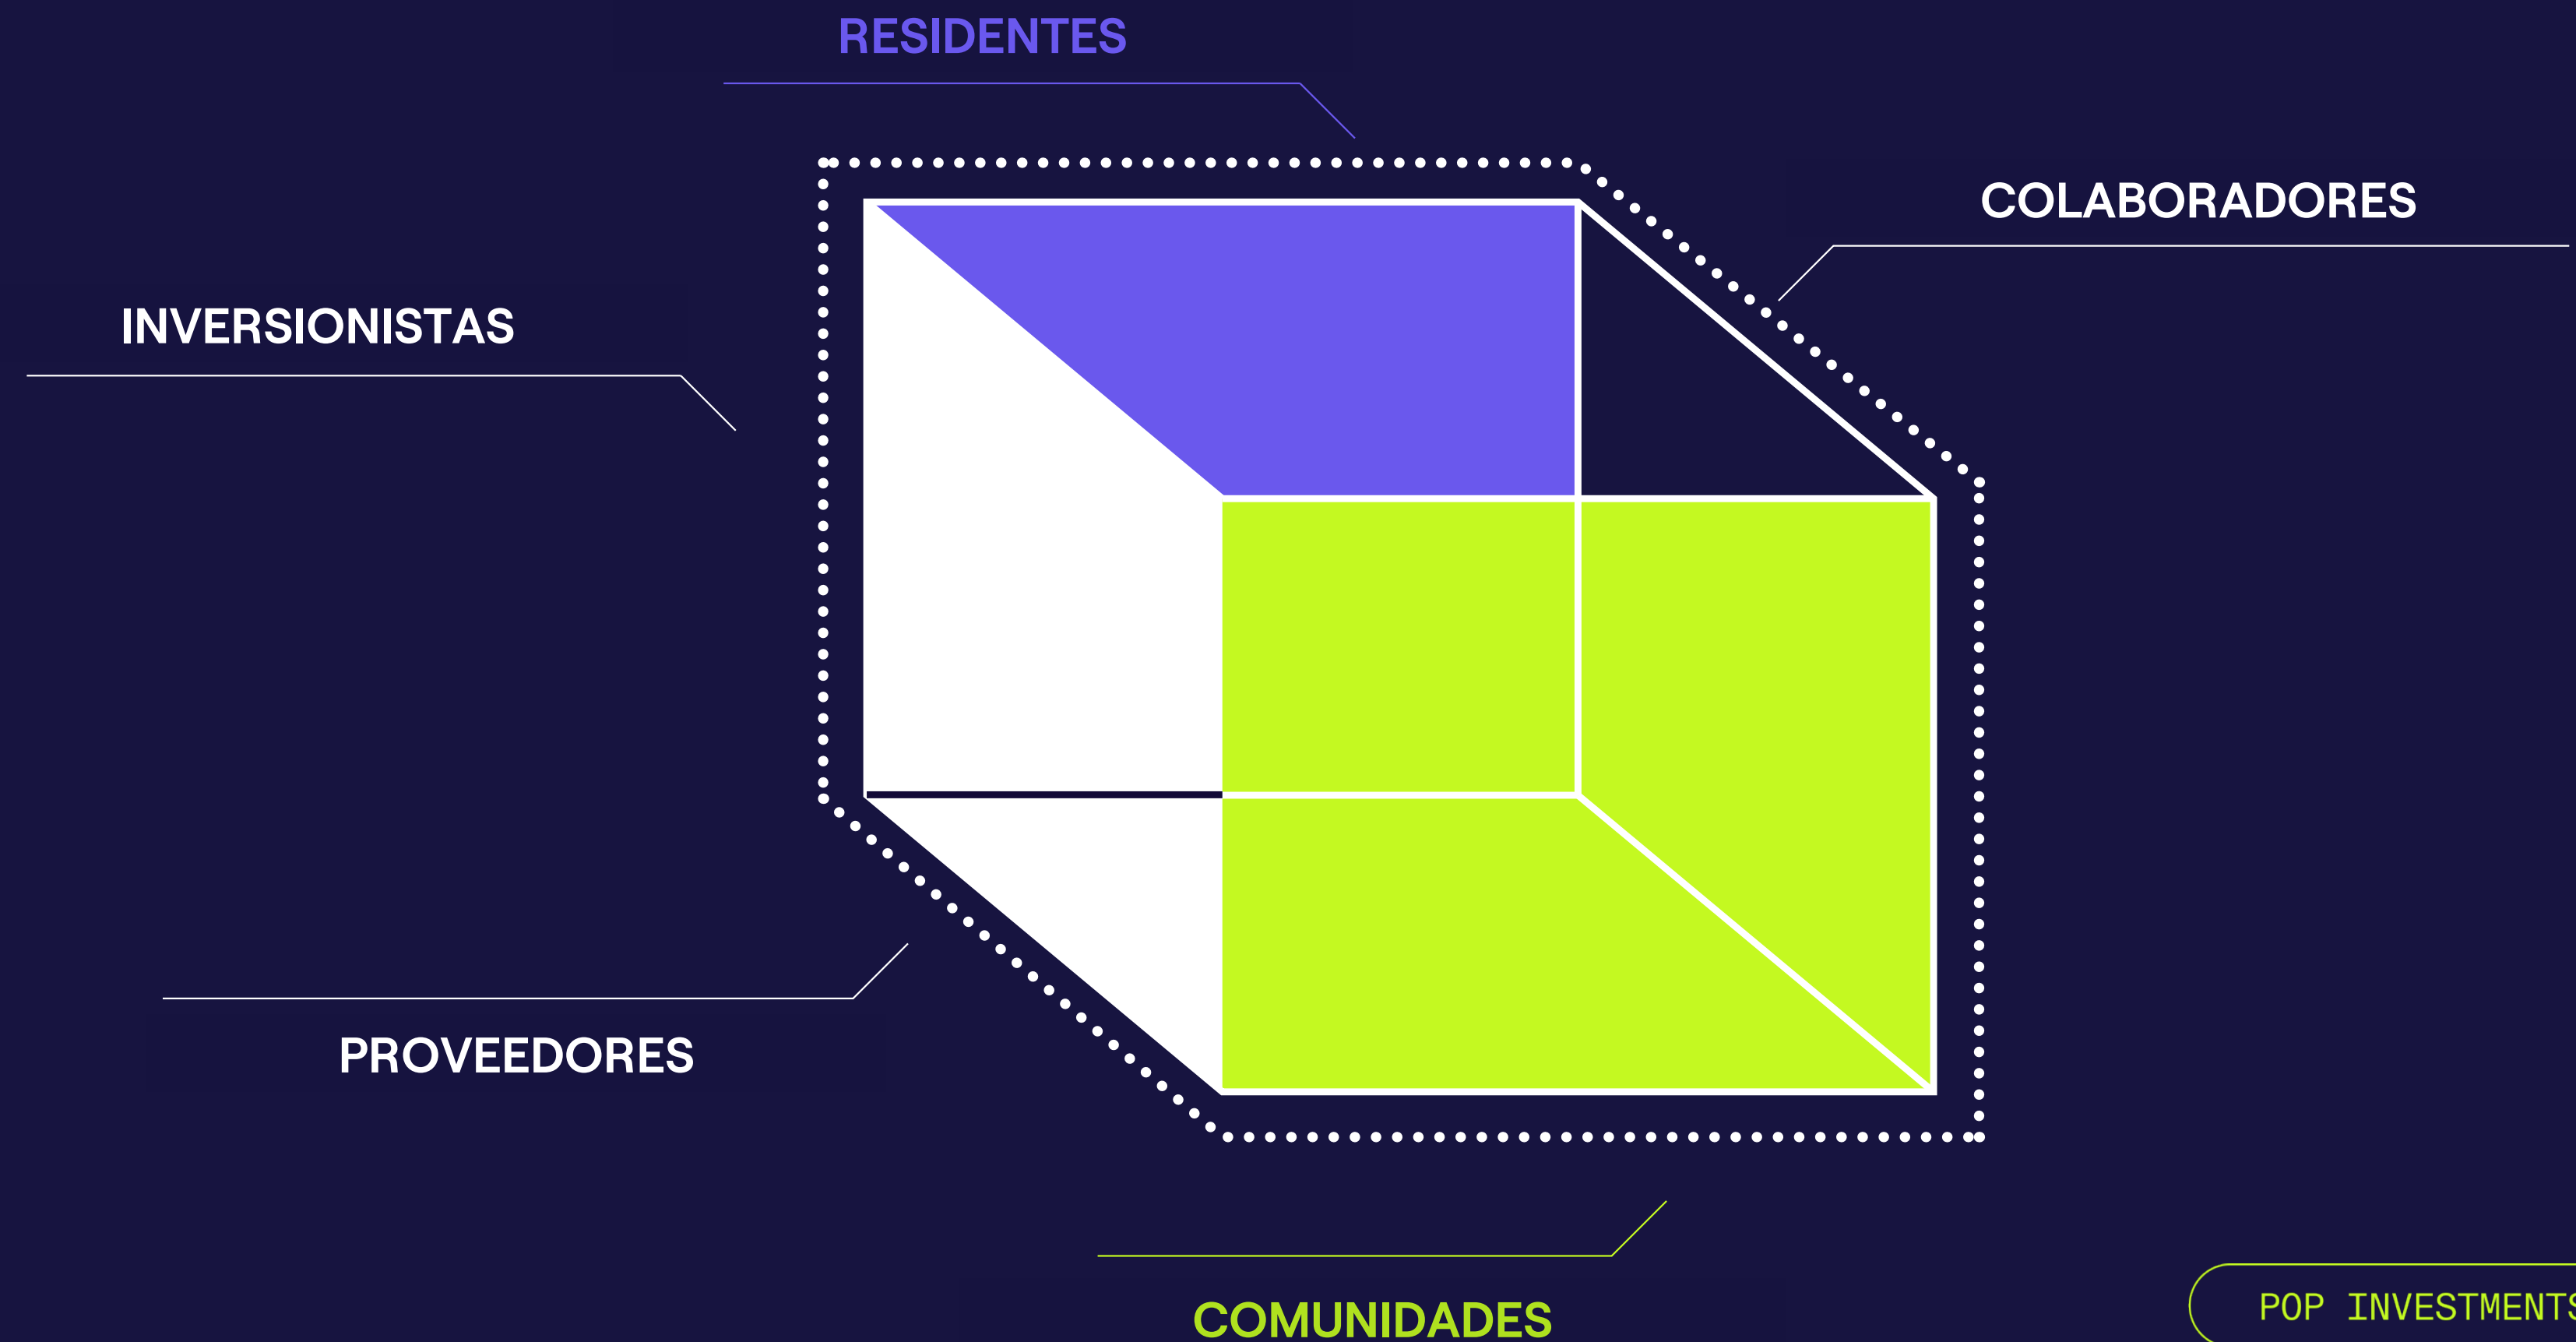 RESIDENTES
COLABORADORES
INVERSIONISTAS
PROVEEDORES
COMUNIDADES
POP INVESTMENTS